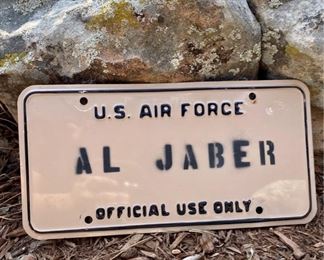 U.S. AIR FORCE
AL JABER
OFFICIAL USE ONLY